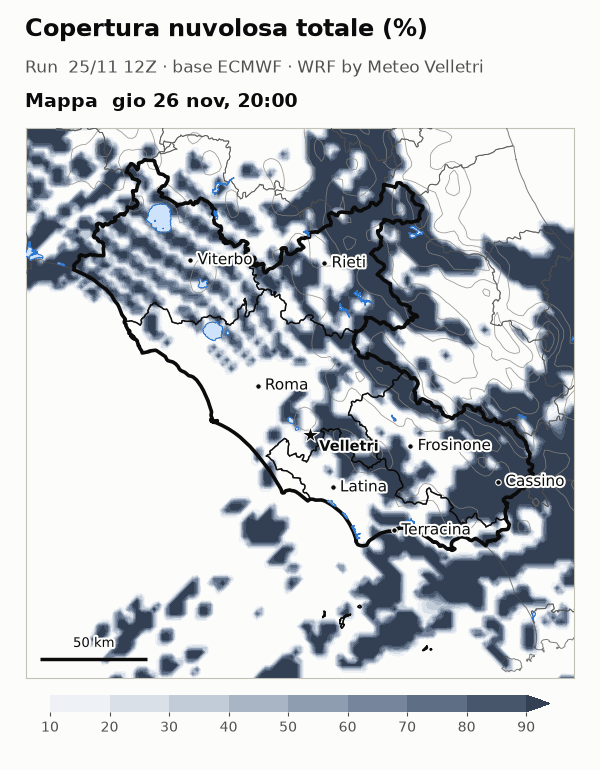 Copertura nuvolosa totale (%)
Run  25/11 12Z · base ECMWF · WRF by Meteo Velletri
Mappa  gio 26 nov, 20:00
Viterbo
Rieti
Roma
Velletri
Frosinone
Latina
Cassino
Terracina
50 km
10 20 30 40 50 60 70 80 90